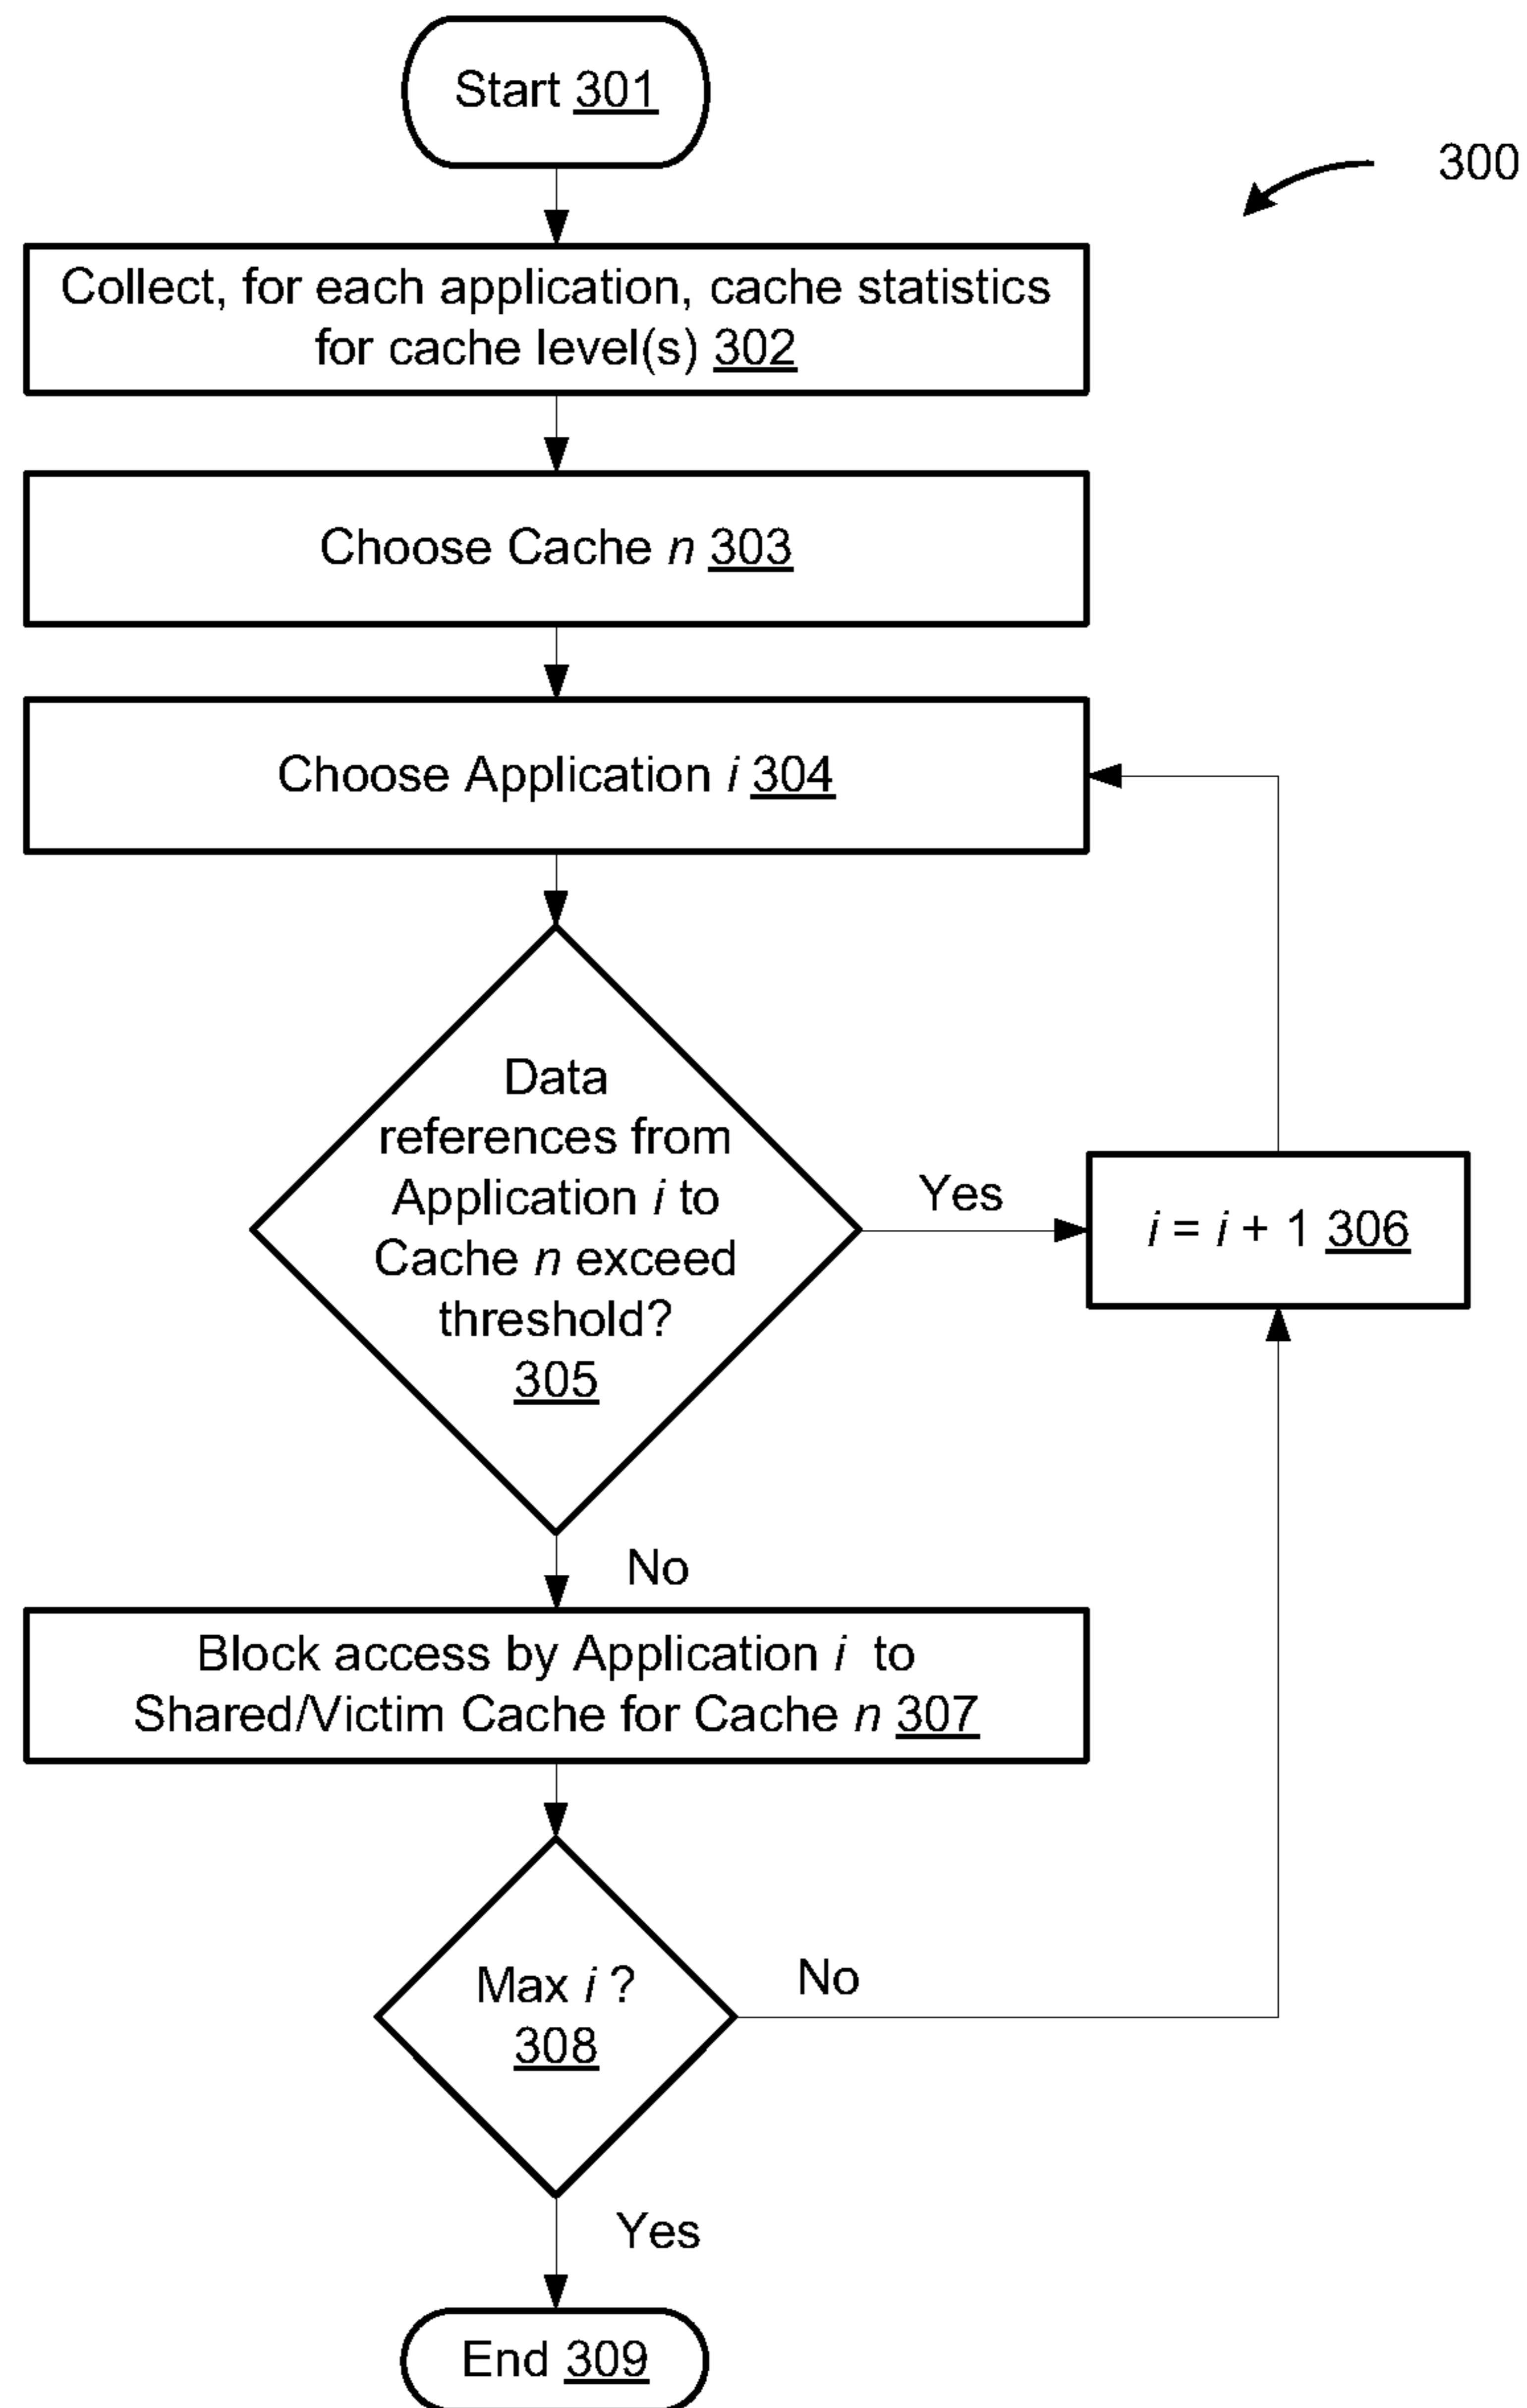 Start 301
300
Collect, for each application, cache statistics
for cache level(s) 302
Choose Cache n 303
Choose Application i 304
Data
references from
Application i to
Cache n exceed
threshold?
305
Yes
i = i + 1 306
No
Block access by Application i to
Shared/Victim Cache for Cache n 307
Max i ?
308
No
Yes
End 309